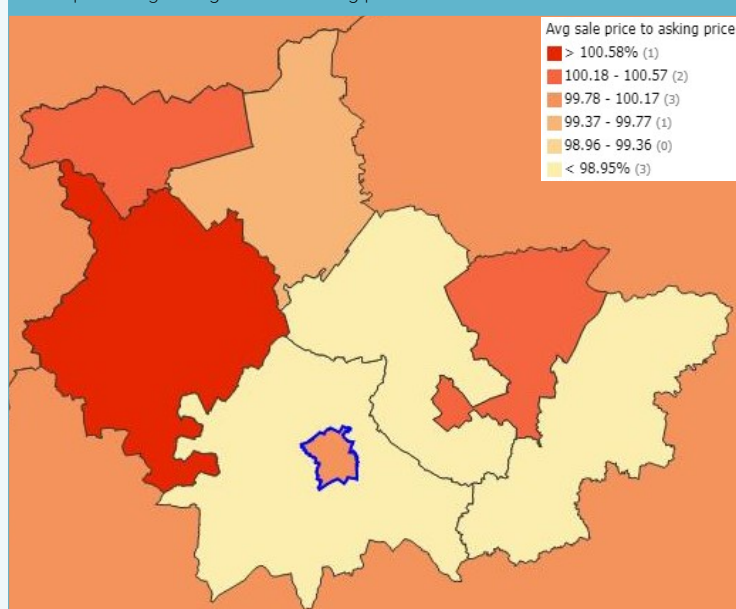 Avg sale price to asking price
> 100.58% (1)
100.18 - 100.57 (2)
99.78 - 100.17 (3)
99.37 - 99.77 (1)
98.96 - 99.36 (0)
< 98.95% (3)